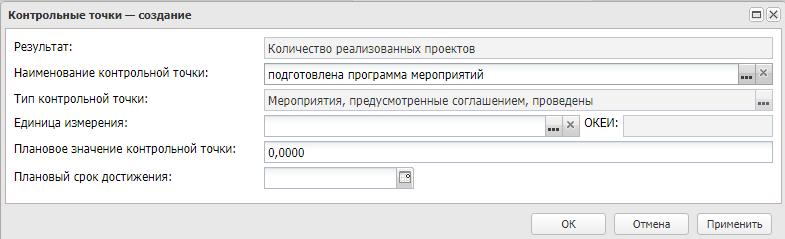 Контрольные точки — создание
Результат: Количество реализованных проектов
Наименование контрольной точки: подготовлена программа мероприятий ...
Тип контрольной точки: Мероприятия, предусмотренные соглашением, проведены ...
Единица измерения: ... ОКЕИ:
Плановое значение контрольной точки: 0,0000
Плановый срок достижения:
ОК Отмена Применить